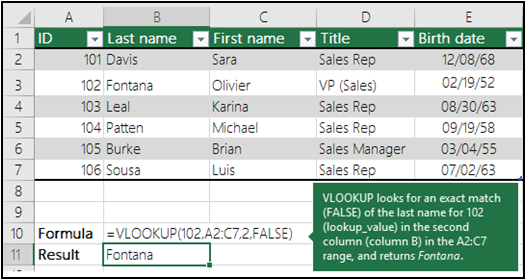 A B C D E
1 ID Last name First name Title Birth date
2 101 Davis Sara Sales Rep 12/08/68
3 102 Fontana Olivier VP (Sales) 02/19/52
4 103 Leal Karina Sales Rep 08/30/63
5 104 Patten Michael Sales Rep 09/19/58
6 105 Burke Brian Sales Manager 03/04/55
7 106 Sousa Luis Sales Rep 07/02/63
8
9
10 Formula =VLOOKUP(102,A2:C7,2,FALSE)
11 Result Fontana
VLOOKUP looks for an exact match
(FALSE) of the last name for 102
(lookup_value) in the second
column (column B) in the A2:C7
range, and returns Fontana.